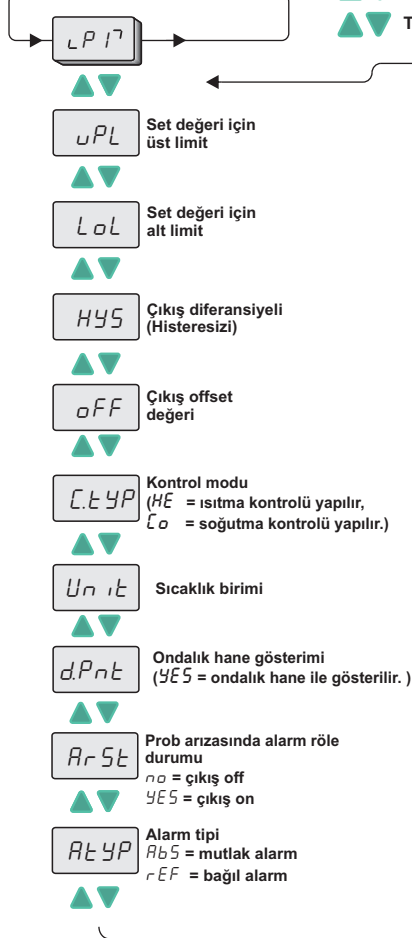 T
uPL
Set değeri için
üst limit
LoL
Set değeri için
alt limit
HYS
Çıkış diferansiyeli
(Histeresizi)
oFF
Çıkış offset
değeri
C.tYP
Kontrol modu
(HE = ısıtma kontrolü yapılır,
Co = soğutma kontrolü yapılır.)
Unit
Sıcaklık birimi
d.Pnt
Ondalık hane gösterimi
(YES = ondalık hane ile gösterilir. )
ArSt
Prob arızasında alarm röle
durumu
no = çıkış off
YES = çıkış on
AtYP
Alarm tipi
AbS = mutlak alarm
rEF = bağıl alarm